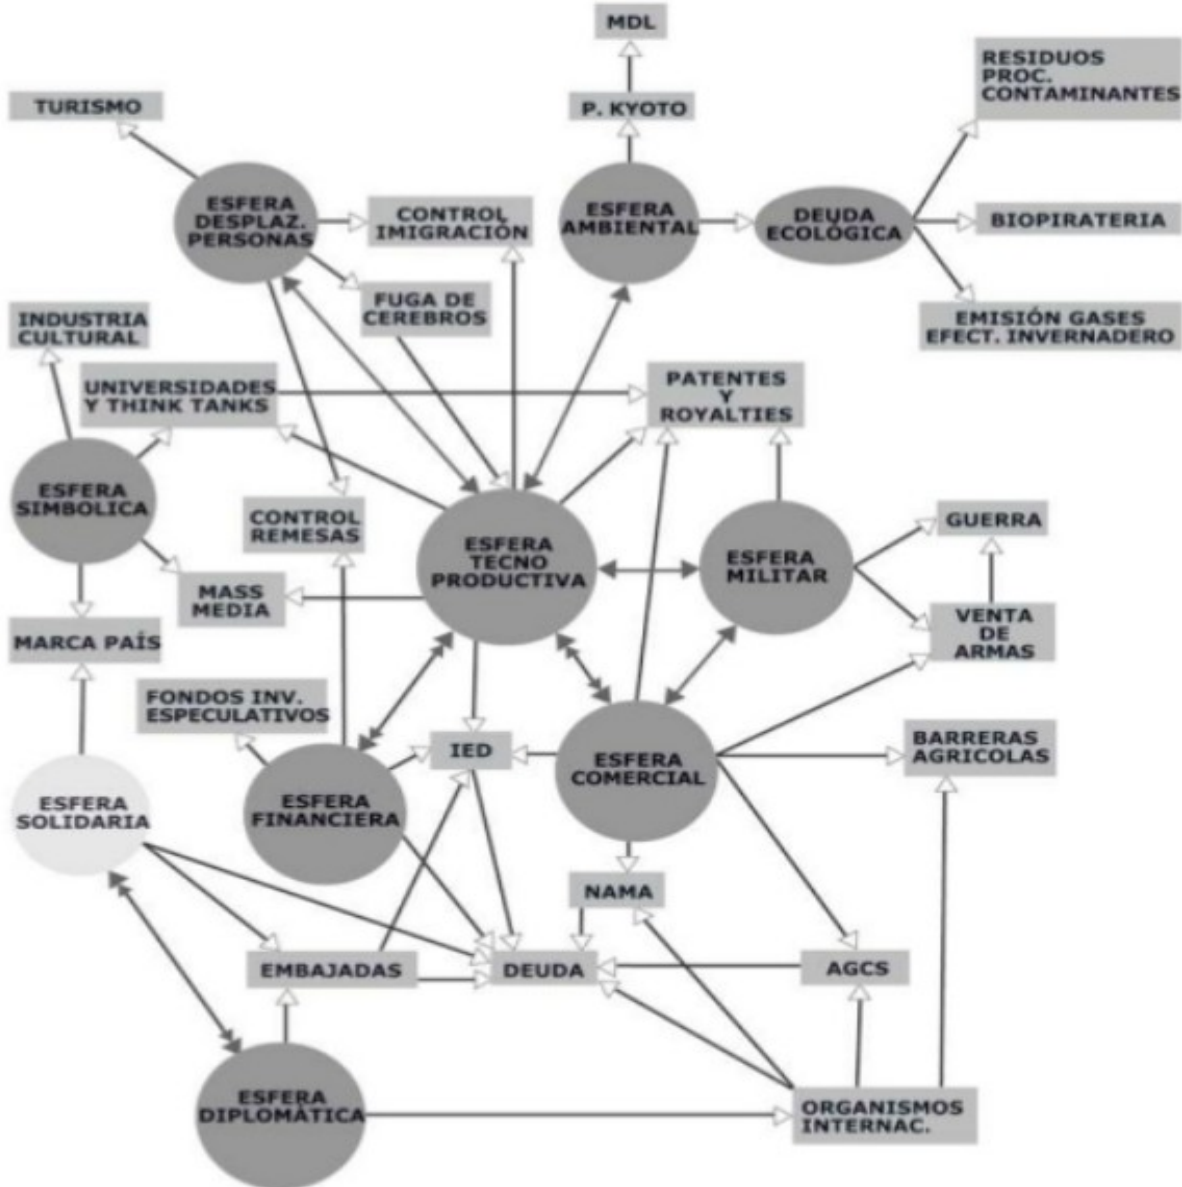 MDL
RESIDUOS
PROC.
CONTAMINANTES
TURISMO
P. KYOTO
ESFERA
DESPLAZ.
PERSONAS
CONTROL
IMIGRACIÓN
ESFERA
AMBIENTAL
DEUDA
ECOLÓGICA
BIOPIRATERIA
FUGA DE
CEREBROS
INDUSTRIA
CULTURAL
EMISIÓN GASES
EFECT. INVERNADERO
UNIVERSIDADES
Y THINK TANKS
PATENTES
Y
ROYALTIES
ESFERA
SIMBOLICA
CONTROL
REMESAS
ESFERA
TECNO
PRODUCTIVA
ESFERA
MILITAR
GUERRA
MASS
MEDIA
VENTA
DE
ARMAS
MARCA PAÍS
FONDOS INV.
ESPECULATIVOS
IED
ESFERA
COMERCIAL
BARRERAS
AGRICOLAS
ESFERA
SOLIDARIA
ESFERA
FINANCIERA
NAMA
EMBAJADAS
DEUDA
AGCS
ESFERA
DIPLOMÁTICA
ORGANISMOS
INTERNAC.